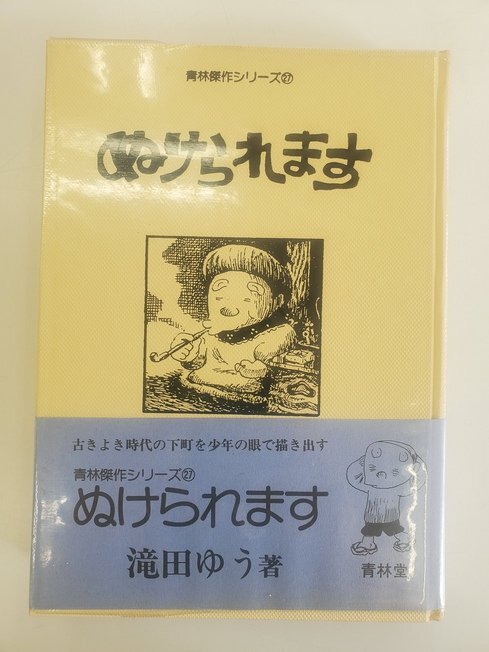 青林傑作シリーズ㉗
ぬけられます
古きよき時代の下町を少年の眼で描き出す
青林傑作シリーズ㉗
ぬけられます
滝田ゆう著
青林堂